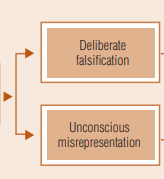 Deliberate
falsification
Unconscious
misrepresentation